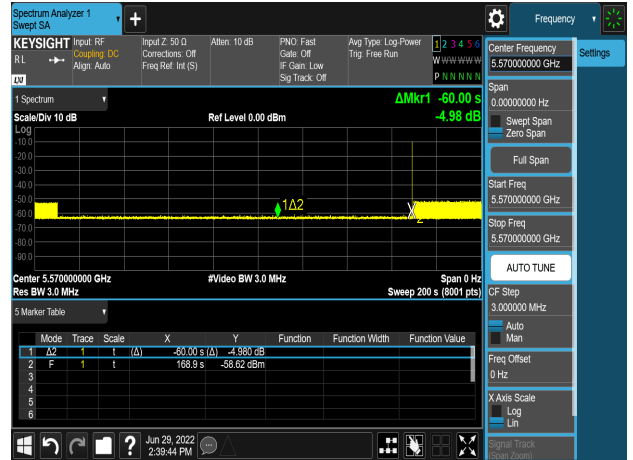 Spectrum Analyzer 1
Swept SA
+
Frequency
KEYSIGHT Input: RF Input Z: 50 Ω Atten: 10 dB PNO: Fast Avg Type: Log-Power 1 2 3 4 5 6
RL Coupling: DC Corrections: Off Gate: Off Trig: Free Run W W W W W W
Align: Auto Freq Ref: Int (S) IF Gain: Low
Sig Track: Off P N N N N N
LXI
1 Spectrum
ΔMkr1 -60.00 s
Scale/Div 10 dB Ref Level 0.00 dBm -4.98 dB
Log
-10.0
-20.0
-30.0
-40.0
-50.0
-60.0
-70.0
-80.0
-90.0
1Δ2
2
Center 5.570000000 GHz #Video BW 3.0 MHz Span 0 Hz
Res BW 3.0 MHz Sweep 200 s (8001 pts)
5 Marker Table
Mode Trace Scale X Y Function Function Width Function Value
1 Δ2 1 t (Δ) -60.00 s (Δ) -4.980 dB
2 F 1 t 168.9 s -58.62 dBm
3
4
5
6
?
Jun 29, 2022
2:39:44 PM
Center Frequency
5.570000000 GHz
Settings
Span
0.00000000 Hz
Swept Span
Zero Span
Full Span
Start Freq
5.570000000 GHz
Stop Freq
5.570000000 GHz
AUTO TUNE
CF Step
3.000000 MHz
Auto
Man
Freq Offset
0 Hz
X Axis Scale
Log
Lin
Signal Track
(Span Zoom)